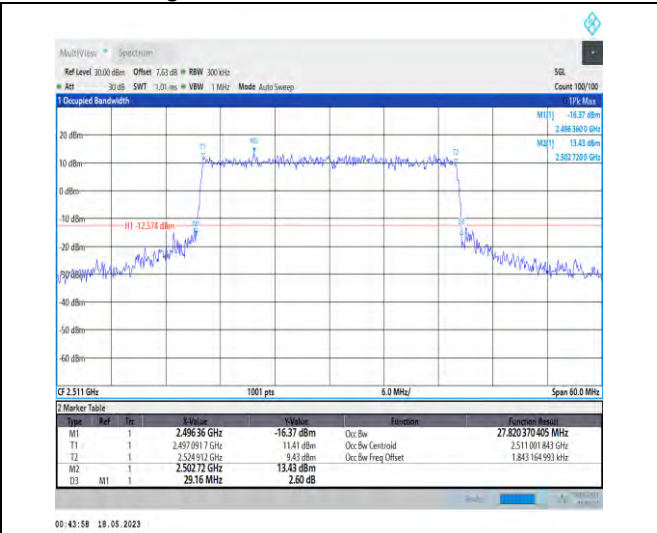 MultiView Spectrum
Ref Level 30.00 dBm Offset 7.63 dB RBW 300 kHz SGL
Att 30 dB SWT 1.01 ms VBW 1 MHz Mode Auto Sweep Count 100/100
1 Occupied Bandwidth 1Pk Max
M1[1] -16.37 dBm
2.496 360 0 GHz
20 dBm
M2[1] 13.43 dBm
2.502 720 0 GHz
T1
M2
T2
10 dBm
0 dBm
-10 dBm
H1 -12.574 dBm
M1
-20 dBm
-30 dBm
-40 dBm
-50 dBm
-60 dBm
CF 2.511 GHz 1001 pts 6.0 MHz/ Span 60.0 MHz
2 Marker Table
Type Ref Trc X-Value Y-Value Function Function Result
M1 1 2.496 36 GHz -16.37 dBm Occ Bw 27.820 370 405 MHz
T1 1 2.497 091 7 GHz 11.41 dBm Occ Bw Centroid 2.511 001 843 GHz
T2 1 2.524 912 GHz 9.43 dBm Occ Bw Freq Offset 1.843 164 993 kHz
M2 1 2.502 72 GHz 13.43 dBm
D3 M1 1 29.16 MHz 2.60 dB
00:43:58 18.05.2023